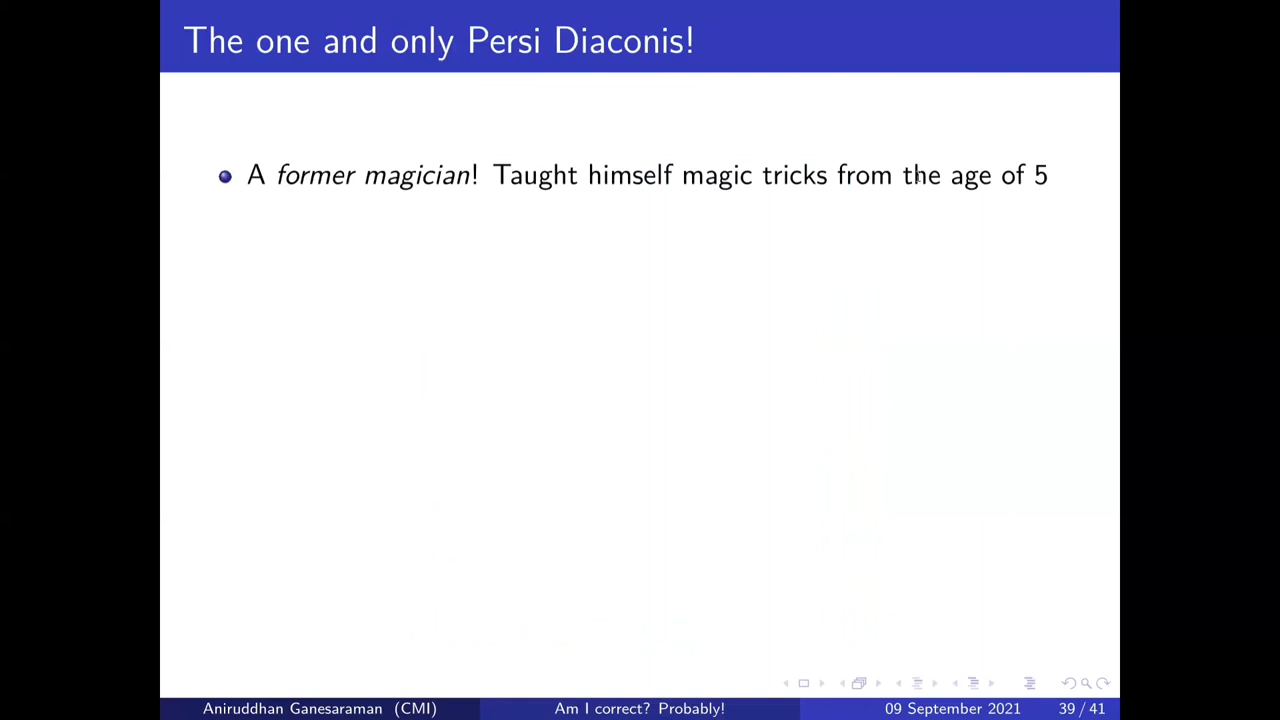 The one and only Persi Diaconis!
A former magician! Taught himself magic tricks from the age of 5
Aniruddhan Ganesaraman (CMI) Am I correct? Probably! 09 September 2021 39 / 41